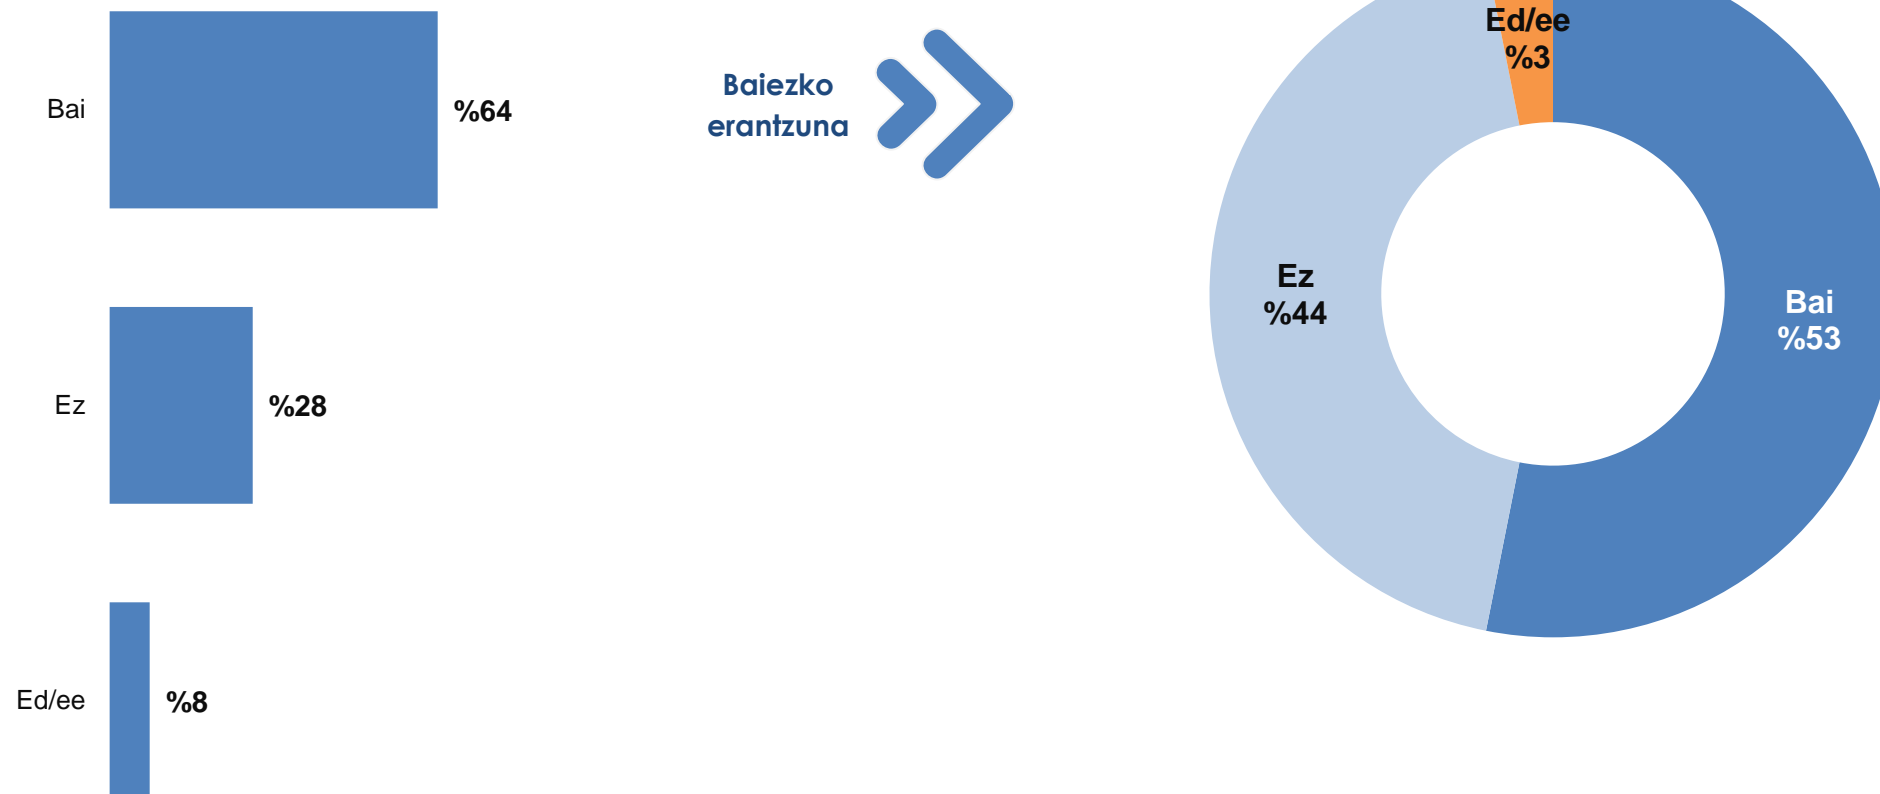 Bai
%64
Ez
%28
Ed/ee
%8
Baiezko
erantzuna
Ed/ee
%3
Ez
%44
Bai
%53